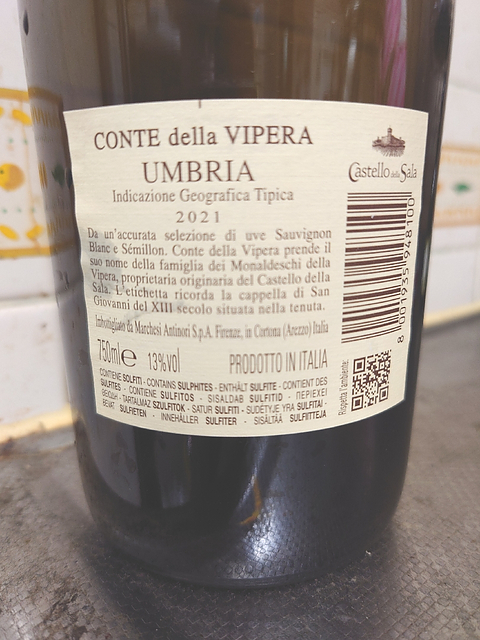 CONTE della VIPERA
UMBRIA
Indicazione Geografica Tipica
2021
Da un'accurata selezione di uve Sauvignon
Blanc e Sémillon. Conte della Vipera prende il
suo nome della famiglia dei Monaldeschi della
Vipera, proprietaria originaria del Castello della
Sala. L'etichetta ricorda la cappella di San
Giovanni del XIII secolo situata nella tenuta.
Imbottigliato da Marchesi Antinori S.p.A. Firenze, in Cortona (Arezzo) Italia
750ml e 13%vol PRODOTTO IN ITALIA
CONTIENE SOLFITI - CONTAINS SULPHITES - ENTHÄLT SULFITE - CONTIENT DES
SULFITES - CONTIENE SULFITOS - SISALDAB SULFITID - ΠΕΡΙΕΧΕΙ
ΘΕΙΩΔΗ - TARTALMAZ SZULFITOK - SATUR SULFITI - SUDĖTYJE YRA SULFITAI -
BEVAT SULFIETEN - INNEHÅLLER SULFITER - SISÄLTÄÄ SULFIITTEJA
Castello della Sala
8 001935 948100
Rispetta l'ambiente: